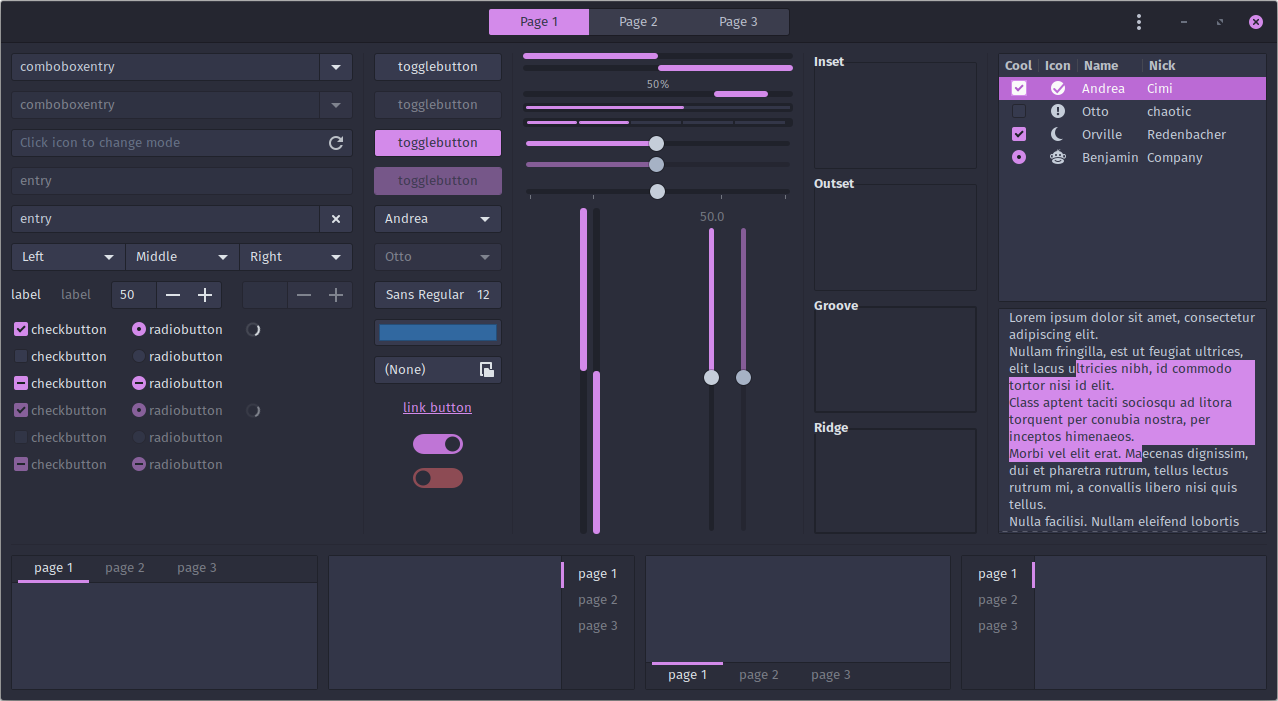 Page 1 Page 2 Page 3
comboboxentry
comboboxentry
Click icon to change mode
entry
entry
Left Middle Right
label label 50
checkbutton radiobutton
checkbutton radiobutton
checkbutton radiobutton
checkbutton radiobutton
checkbutton radiobutton
checkbutton radiobutton
togglebutton
togglebutton
togglebutton
togglebutton
Andrea
Otto
Sans Regular 12
(None)
link button
50%
50.0
Inset
Outset
Groove
Ridge
Cool Icon Name Nick
Andrea Cimi
Otto chaotic
Orville Redenbacher
Benjamin Company
Lorem ipsum dolor sit amet, consectetur
adipiscing elit.
Nullam fringilla, est ut feugiat ultrices,
elit lacus ultricies nibh, id commodo
tortor nisi id elit.
Class aptent taciti sociosqu ad litora
torquent per conubia nostra, per
inceptos himenaeos.
Morbi vel elit erat. Maecenas dignissim,
dui et pharetra rutrum, tellus lectus
rutrum mi, a convallis libero nisi quis
tellus.
Nulla facilisi. Nullam eleifend lobortis
page 1 page 2 page 3
page 1
page 2
page 3
page 1 page 2 page 3
page 1
page 2
page 3